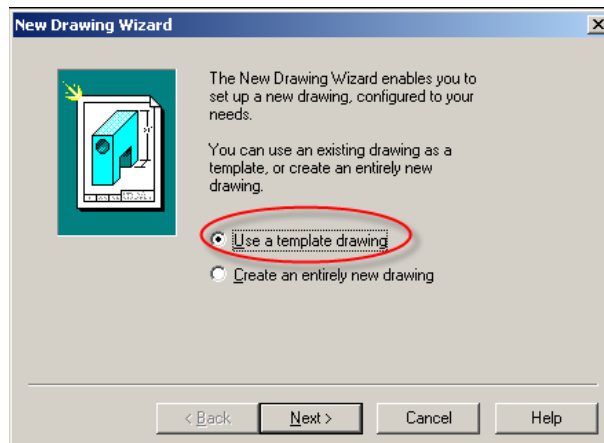 New Drawing Wizard
The New Drawing Wizard enables you to
set up a new drawing, configured to your
needs.
You can use an existing drawing as a
template, or create an entirely new
drawing.
Use a template drawing
Create an entirely new drawing
< Back
Next >
Cancel
Help